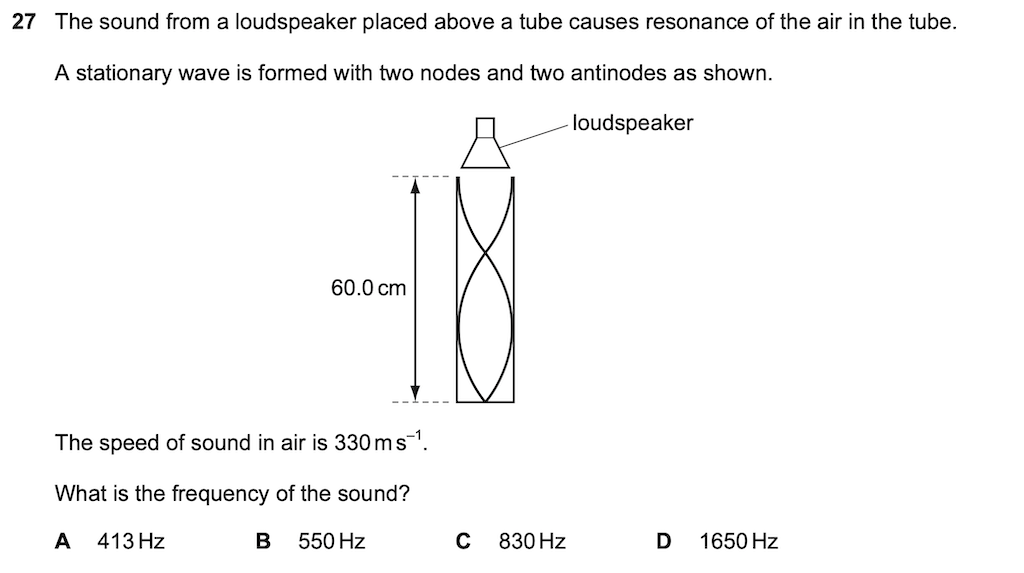 27 The sound from a loudspeaker placed above a tube causes resonance of the air in the tube.
A stationary wave is formed with two nodes and two antinodes as shown.
loudspeaker
60.0 cm
The speed of sound in air is 330 m s⁻¹.
What is the frequency of the sound?
A 413 Hz B 550 Hz C 830 Hz D 1650 Hz